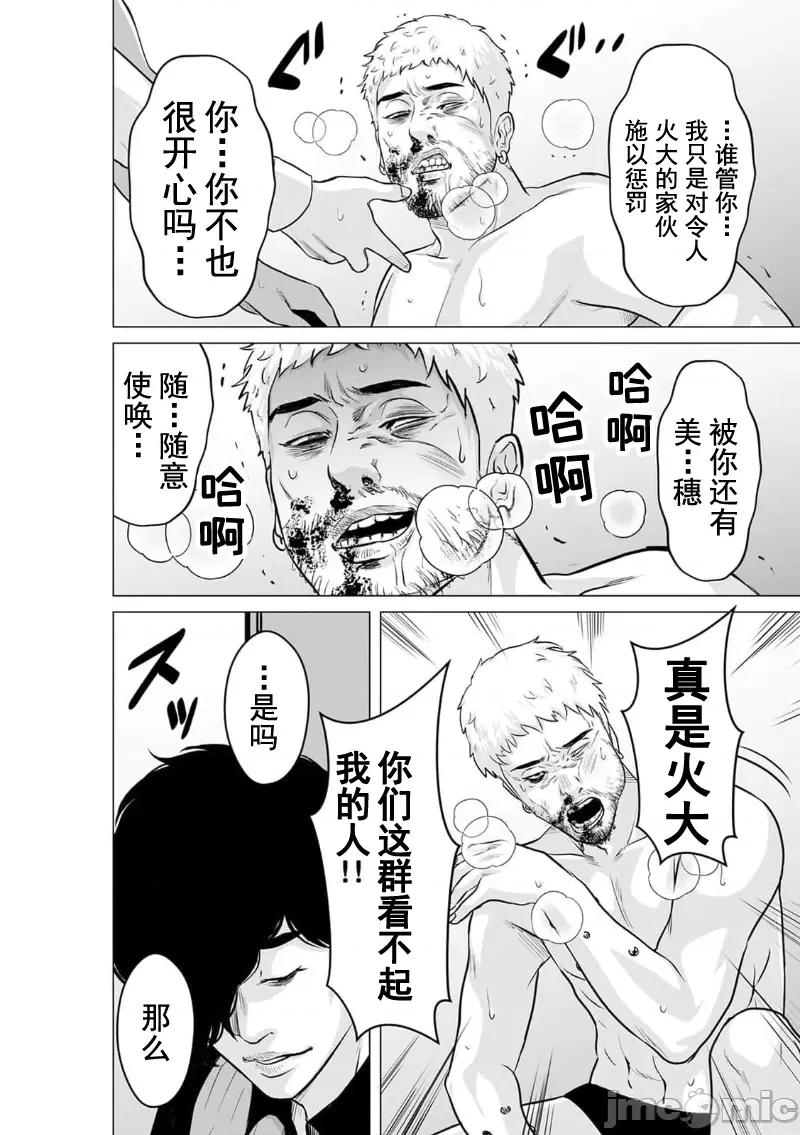 …谁管你…
我只是对令人
火大的家伙
施以惩罚
你…你不也
很开心吗…
被你还有
美…穗
哈啊
哈啊
随…随意
使唤…
哈啊
真是火大
你们这群看不起
我的人!!
…是吗
那么
jmcomic